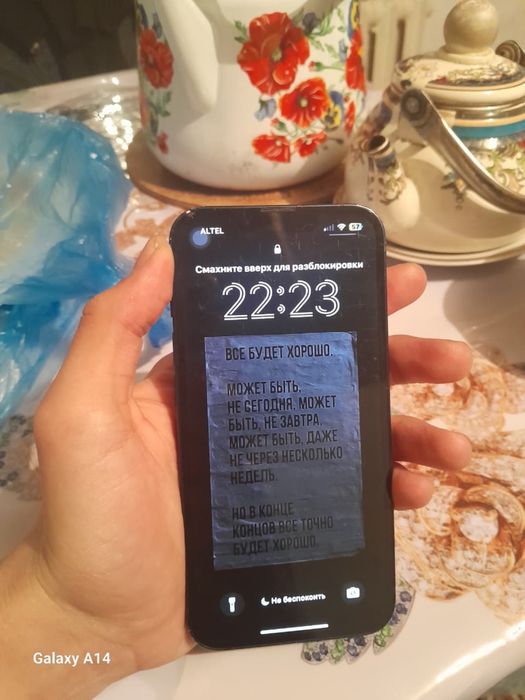 ALTEL
57
Смахните вверх для разблокировки
22:23
ВСЕ БУДЕТ ХОРОШО.
МОЖЕТ БЫТЬ,
НЕ СЕГОДНЯ, МОЖЕТ
БЫТЬ, НЕ ЗАВТРА,
МОЖЕТ БЫТЬ, ДАЖЕ
НЕ ЧЕРЕЗ НЕСКОЛЬКО
НЕДЕЛЬ.
НО В КОНЦЕ
КОНЦОВ ВСЕ ТОЧНО
БУДЕТ ХОРОШО.
Не беспокоить
Galaxy A14